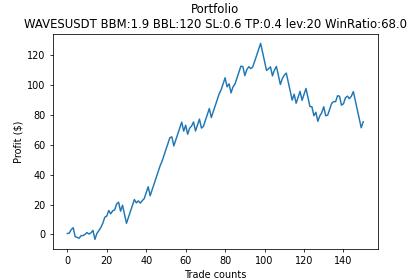 Portfolio
WAVESUSDT BBM:1.9 BBL:120 SL:0.6 TP:0.4 lev:20 WinRatio:68.0
120
100
80
60
40
20
0
Profit ($)
0 20 40 60 80 100 120 140
Trade counts